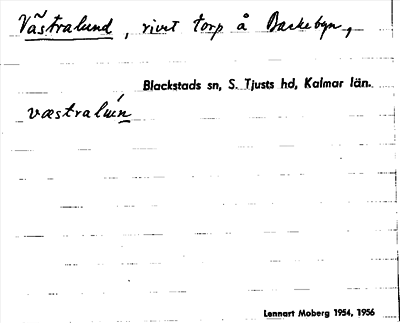 Västralund, rivet torp å Backebyn,
Blackstads sn, S. Tjusts hd, Kalmar län.
væstralún
Lennart Moberg 1954, 1956